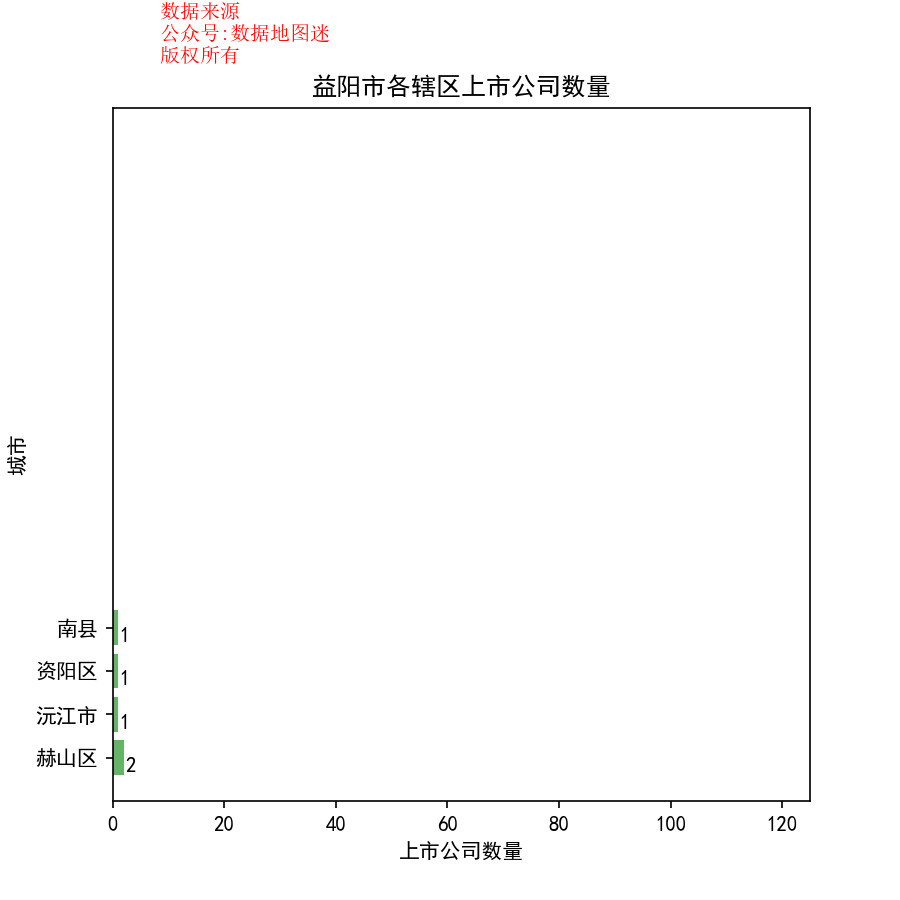 数据来源
公众号:数据地图迷
版权所有
益阳市各辖区上市公司数量
城市
南县 1
资阳区 1
沅江市 1
赫山区 2
0 20 40 60 80 100 120
上市公司数量